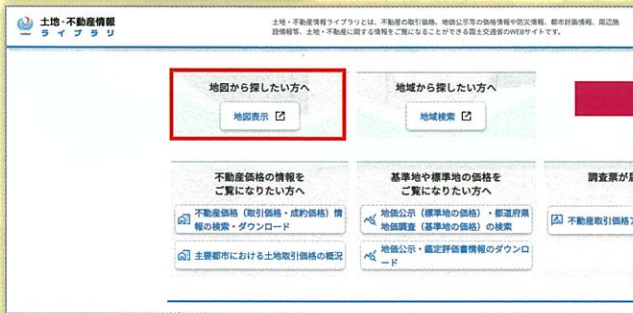 土地・不動産情報
ライブラリ
土地・不動産情報ライブラリとは、不動産の取引価格、地価公示等の価格情報や防災情報、都市計画情報、周辺施
設情報等、土地・不動産に関する情報をご覧になることができる国土交通省のWEBサイトです。
地図から探したい方へ
地図表示
地域から探したい方へ
地域検索
不動産価格の情報を
ご覧になりたい方へ
不動産価格（取引価格・成約価格）情
報の検索・ダウンロード
主要都市における土地取引価格の概況
基準地や標準地の価格を
ご覧になりたい方へ
地価公示（標準地の価格）・都道府県
地価調査（基準地の価格）の検索
地価公示・鑑定評価書情報のダウンロ
ード
調査票が届
不動産取引価格ア